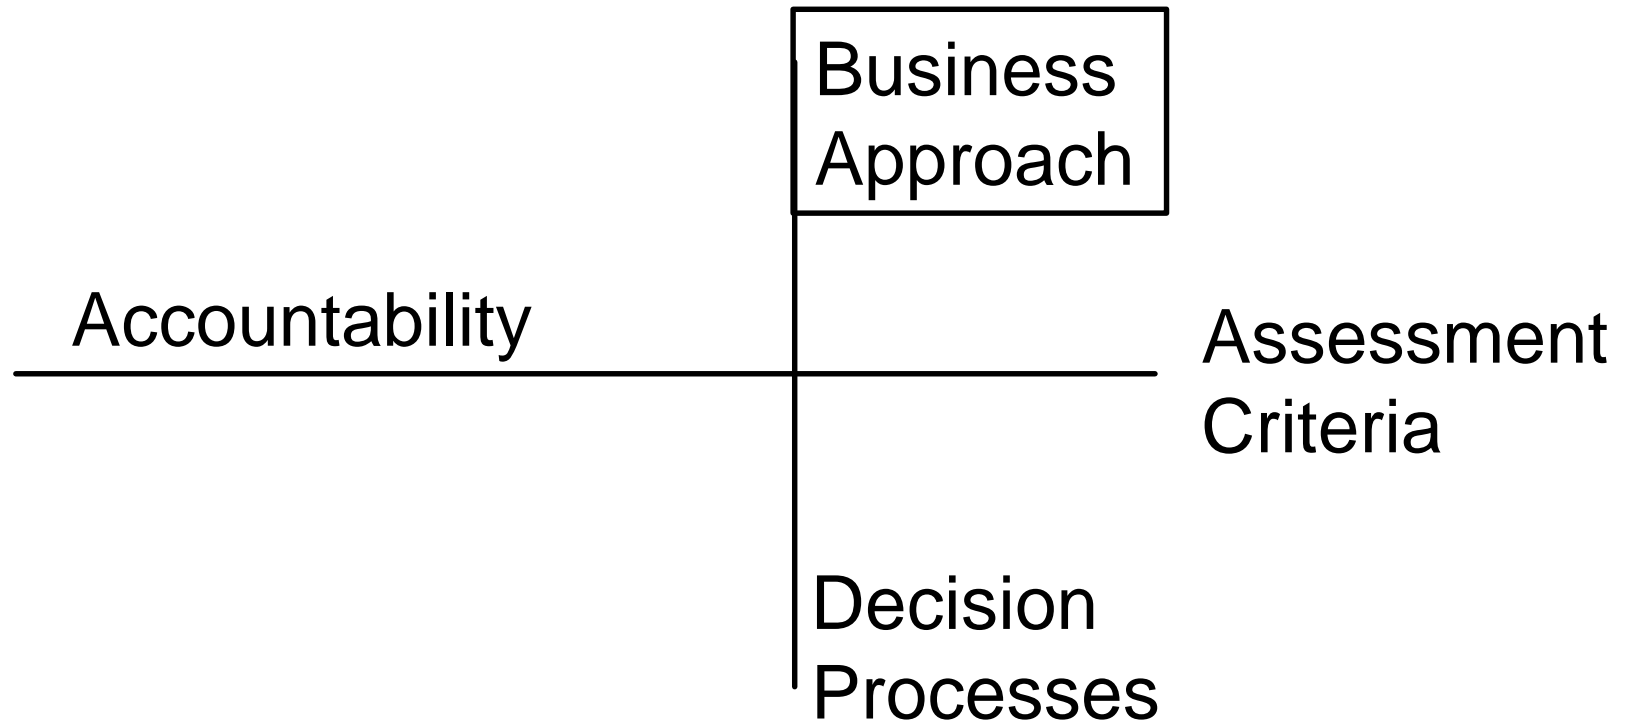 Business
Approach
Accountability
Assessment
Criteria
Decision
Processes